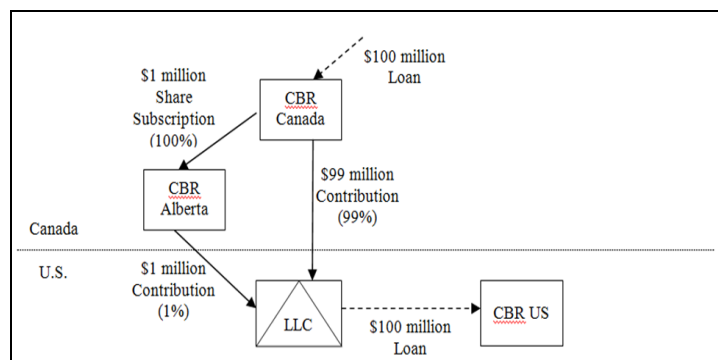 $100 million
Loan
$1 million
Share
Subscription
(100%)
CBR
Canada
$99 million
Contribution
(99%)
CBR
Alberta
Canada
U.S.
$1 million
Contribution
(1%)
LLC
$100 million
Loan
CBR US